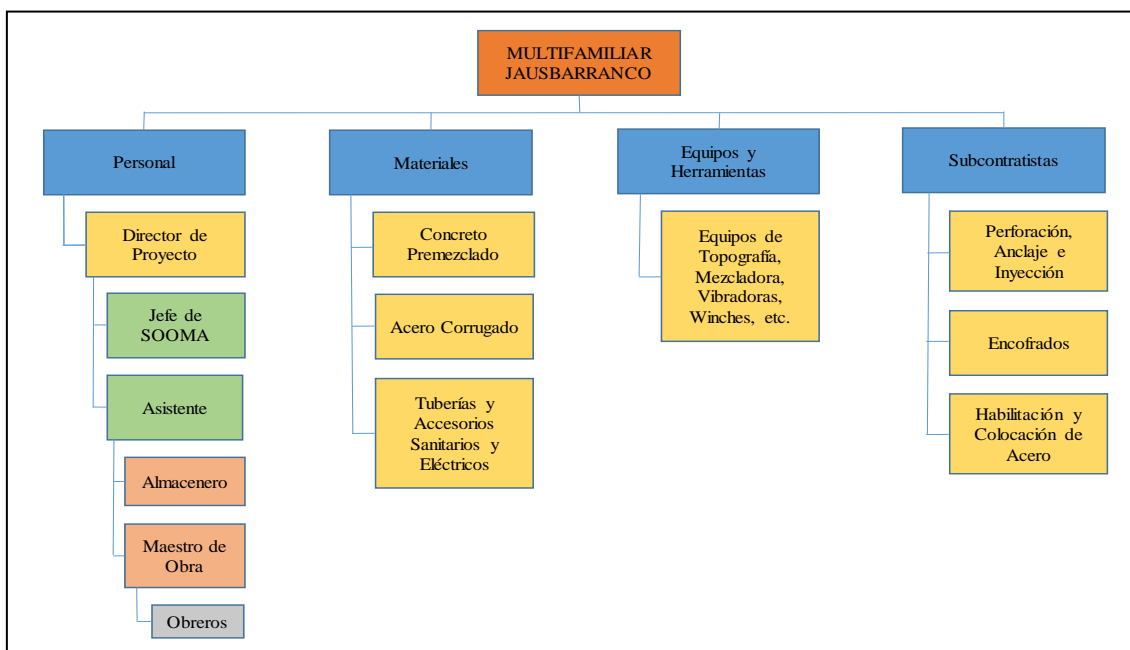 MULTIFAMILIAR
JAUSBARRANCO
Personal
Materiales
Equipos y
Herramientas
Subcontratistas
Director de
Proyecto
Jefe de
SOOMA
Asistente
Almacenero
Maestro de
Obra
Obreros
Concreto
Premezclado
Acero Corrugado
Tuberías y
Accesorios
Sanitarios y
Eléctricos
Equipos de
Topografía,
Mezcladora,
Vibradoras,
Winches, etc.
Perforación,
Anclaje e
Inyección
Encofrados
Habilitación y
Colocación de
Acero